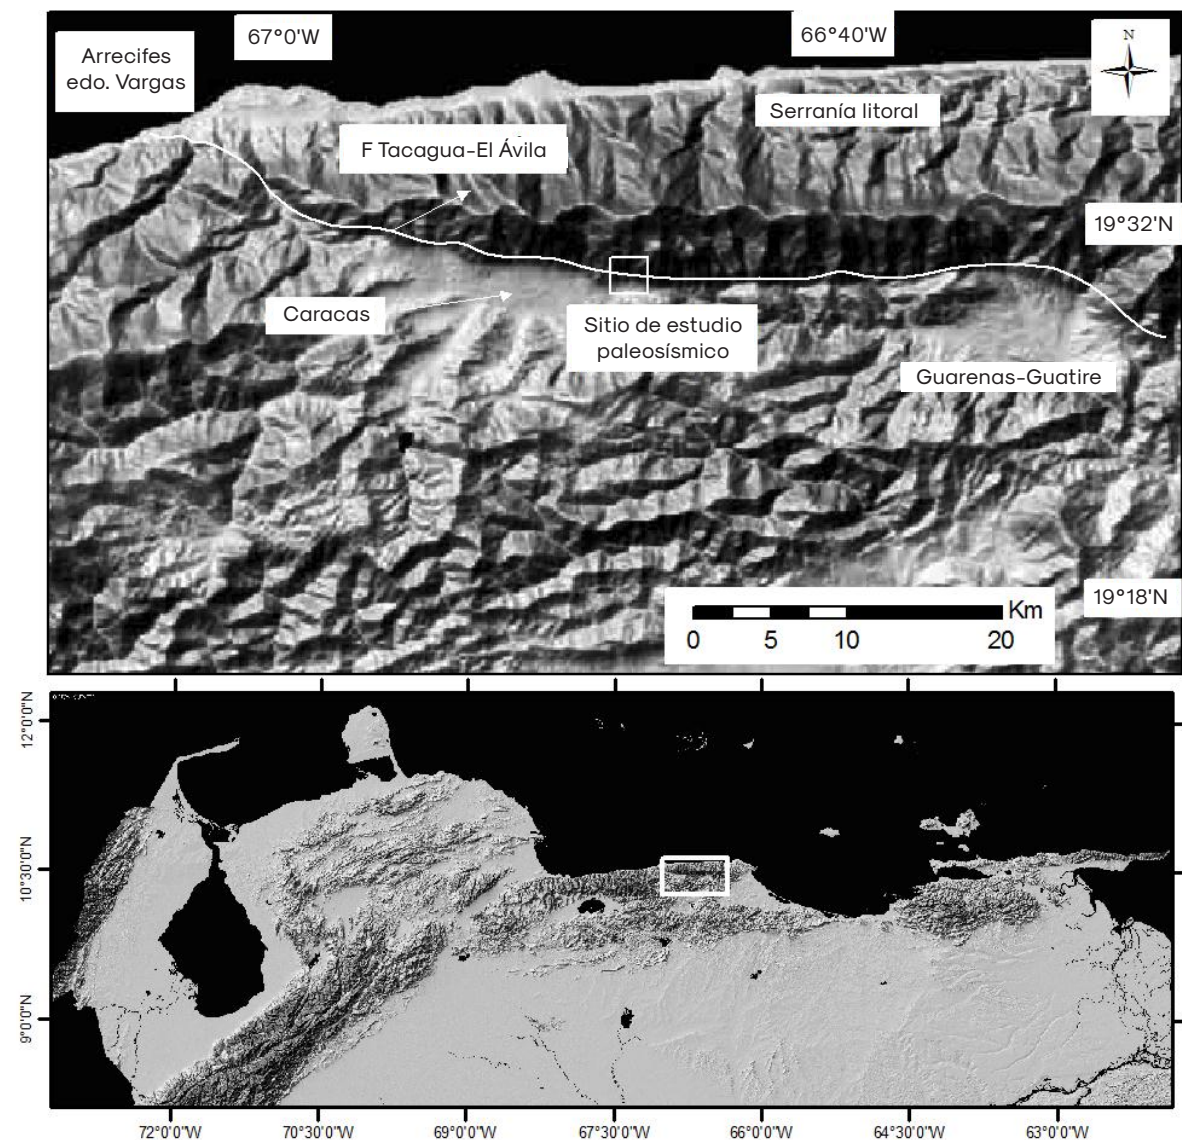 Arrecifes
edo. Vargas
67°0'W
66°40'W
N
Serranía litoral
F Tacagua-El Ávila
19°32'N
Caracas
Sitio de estudio
paleosísmico
Guarenas-Guatire
19°18'N
Km
0 5 10 20
12°0'0"N
10°30'0"N
9°0'0"N
72°0'0"W 70°30'0"W 69°0'0"W 67°30'0"W 66°0'0"W 64°30'0"W 63°0'0"W